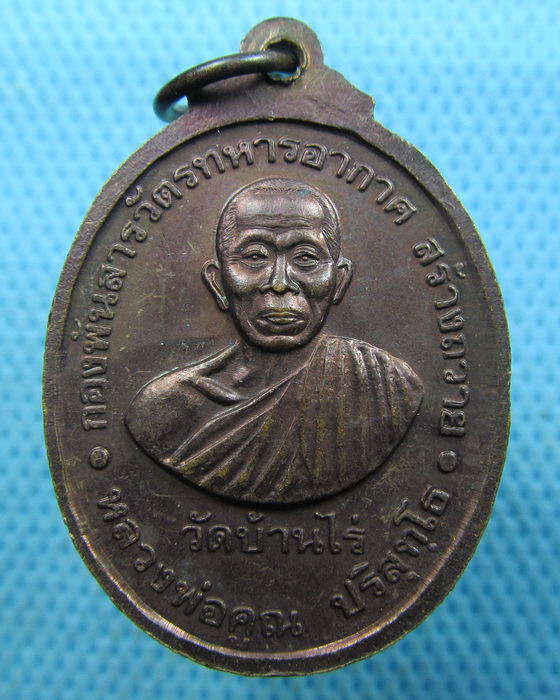 กองพันสารวัตรทหารอากาศ สร้างถวาย
วัดบ้านไร่
หลวงพ่อคูณ ปริสุทฺโธ